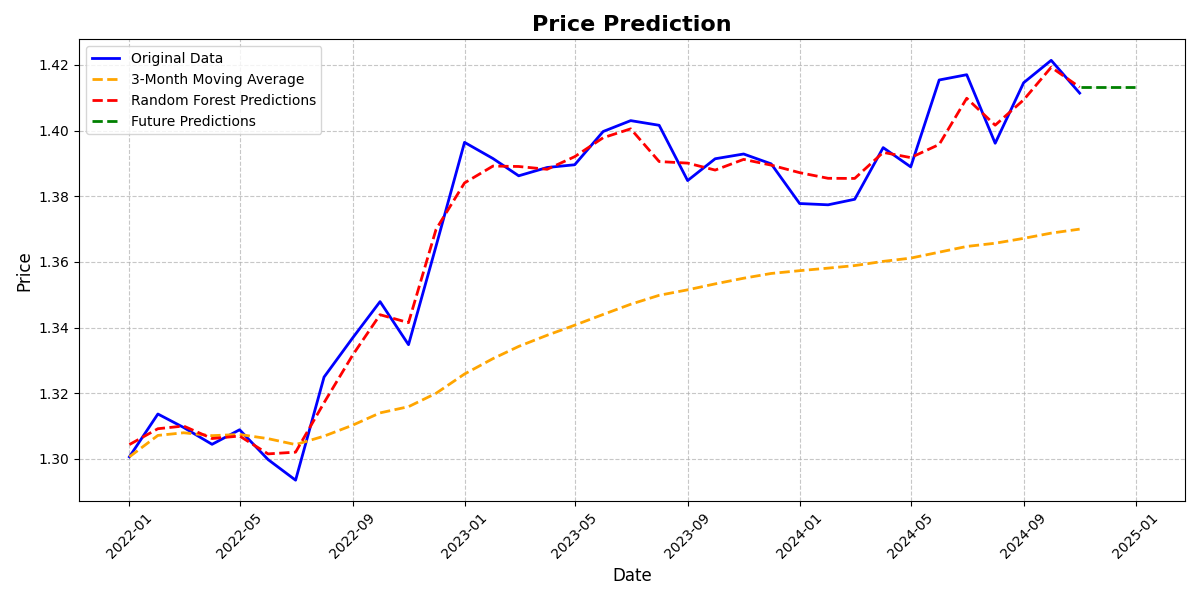 Price Prediction
Original Data
3-Month Moving Average
Random Forest Predictions
Future Predictions
1.42
1.40
1.38
1.36
1.34
1.32
1.30
Price
2022-01
2022-05
2022-09
2023-01
2023-05
2023-09
2024-01
2024-05
2024-09
2025-01
Date